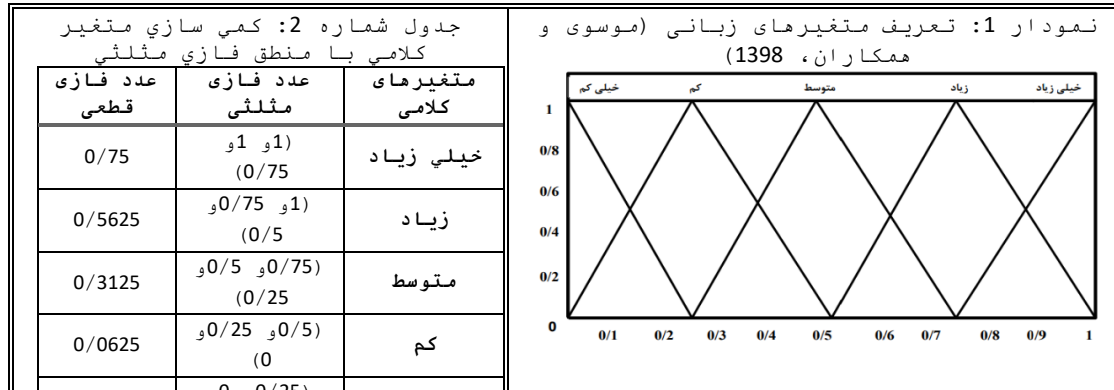 نمودار 1: تعریف متغیرهای زبانی (موسوی و
همکاران، 1398)
خیلی کم کم متوسط زیاد خیلی زیاد
1
0/8
0/6
0/4
0/2
0
0/1 0/2 0/3 0/4 0/5 0/6 0/7 0/8 0/9 1
جدول شماره 2: کمي سازي متغير
کلامي با منطق فازي مثلثي
متغیرهای کلامی عدد فازی مثلثی عدد فازی قطعی
خيلي زياد (1و 1و 0/75) 0/75
زياد (1و 0/75و 0/5) 0/5625
متوسط (0/75و 0/5و 0/25) 0/3125
کم (0/5و 0/25و 0) 0/0625